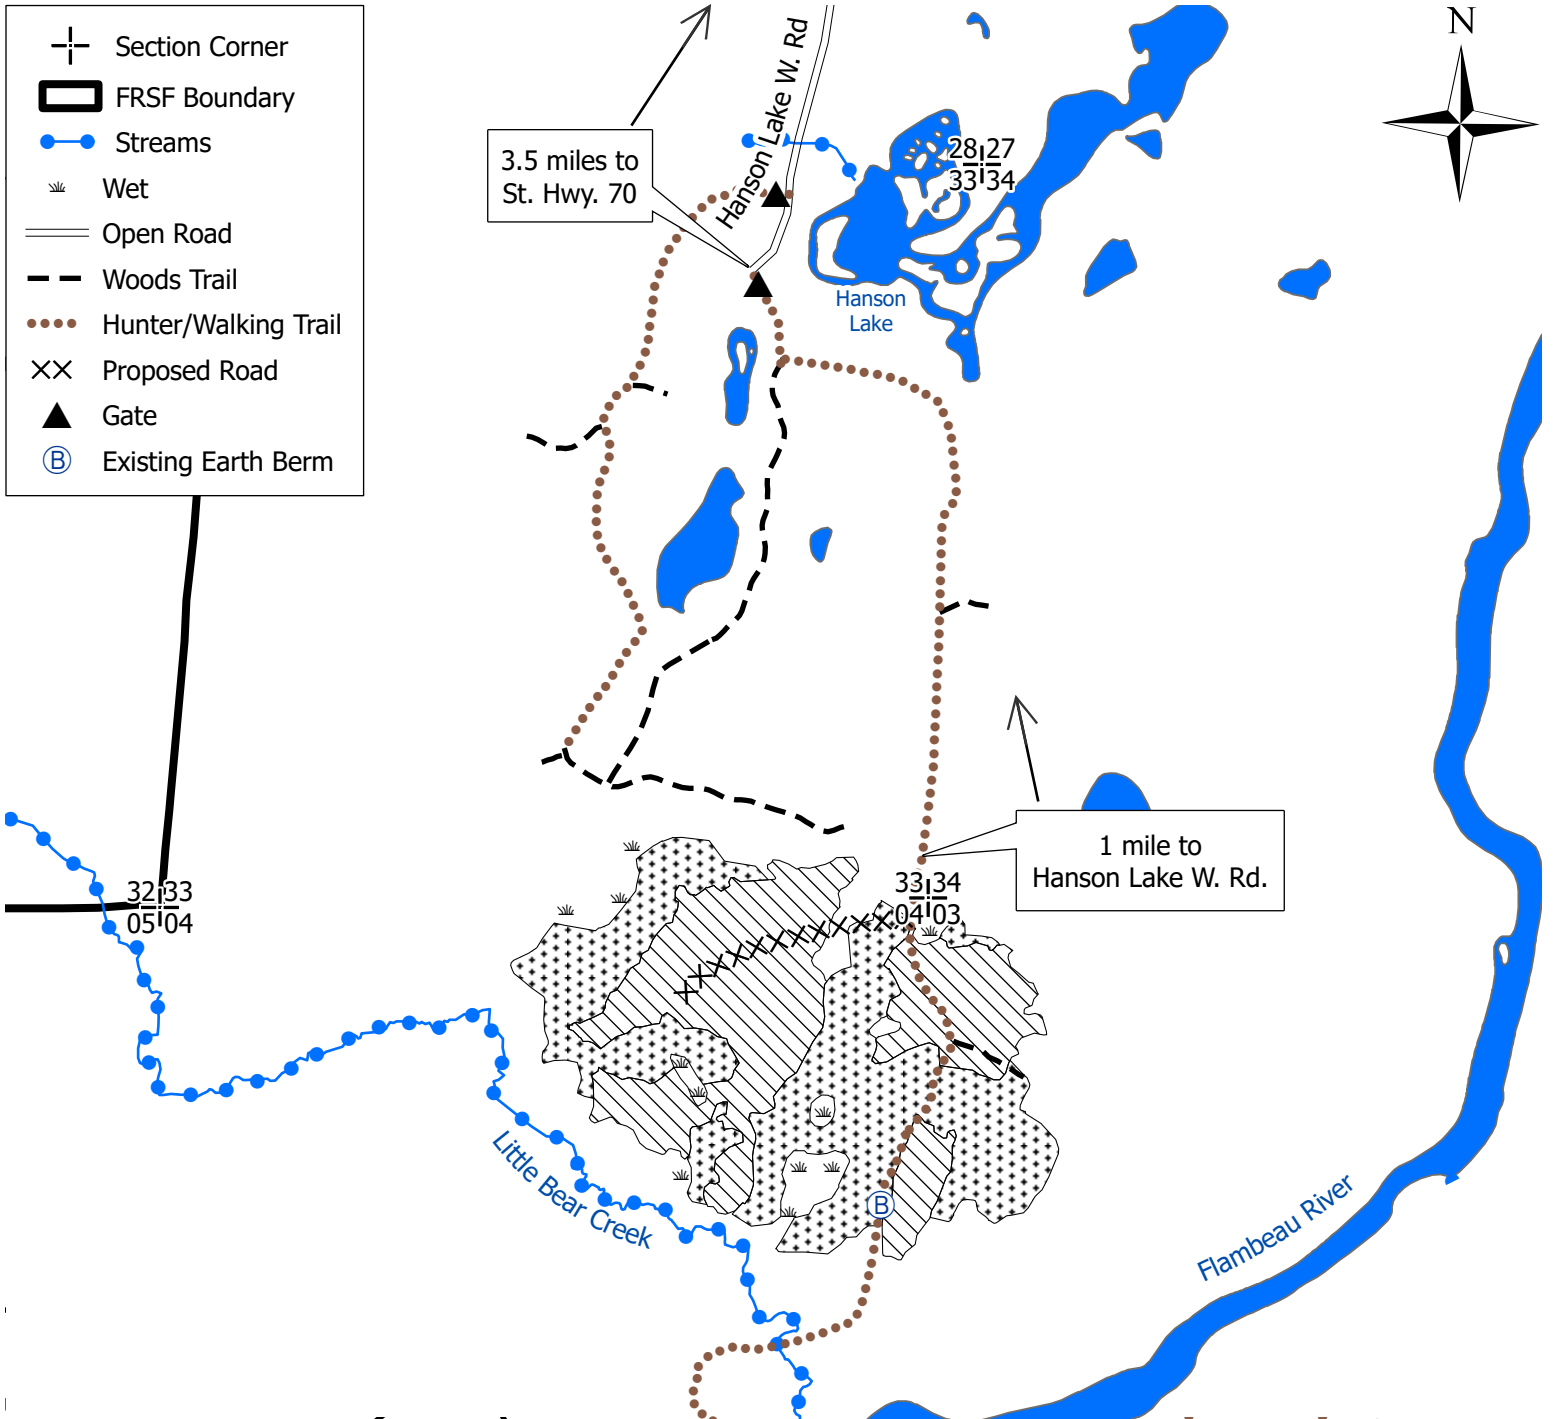 Section Corner
FRSF Boundary
Streams
Wet
Open Road
Woods Trail
Hunter/Walking Trail
Proposed Road
Gate
B
Existing Earth Berm
N
Hanson Lake W. Rd
3.5 miles to
St. Hwy. 70
28 27
33 34
Hanson
Lake
1 mile to
Hanson Lake W. Rd.
32 33
05 04
33 34
04 03
Little Bear Creek
B
Flambeau River